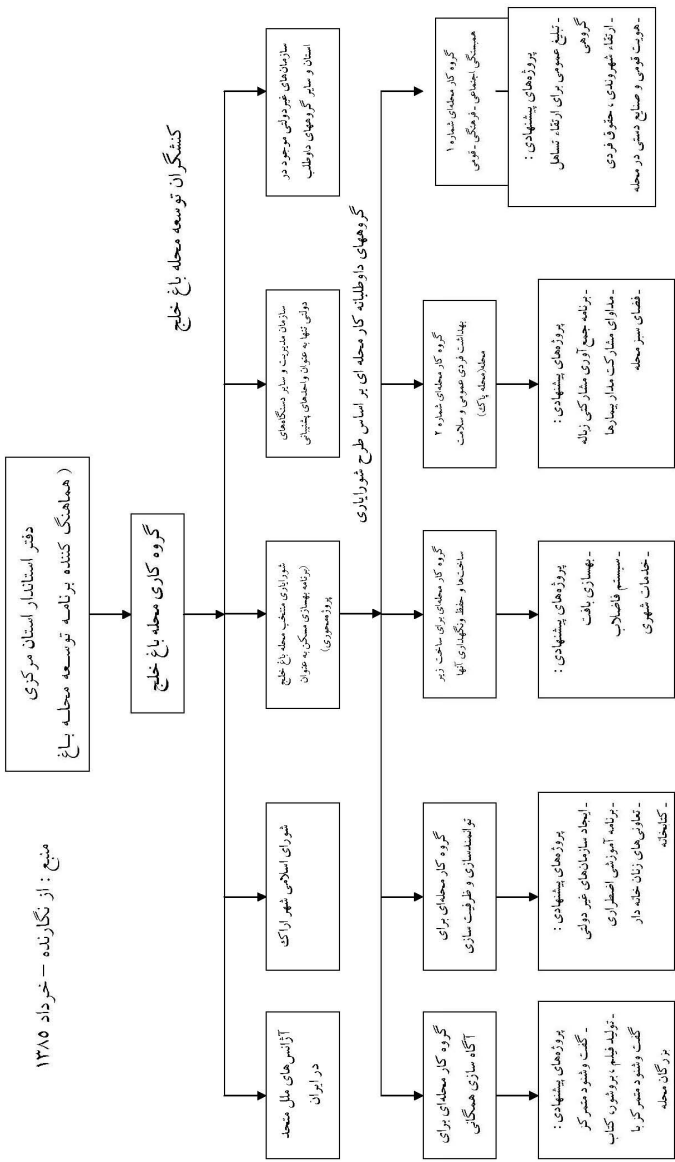 کنشگران توسعه محله باغ خلج
دفتر استاندار استان مرکزی
( هماهنگ کننده برنامه توسعه محله باغ
گروه کاری محله باغ خلج
سازمان‌های غیردولتی موجود در
استان و سایر گروههای داوطلب
سازمان مدیریت و سایر دستگاه‌های
دولتی تنها به عنوان واحدهای پشتیبانی
شورایاری منتخب محله باغ خلج
(برنامه بهسازی مسکن به عنوان
پروژه‌محوری)
شورای اسلامی شهر اراک
آژانس‌های ملل متحد
در ایران
گروههای داوطلبانه کار محله ای بر اساس طرح شورایاری
گروه کار محله‌ای شماره ۱
همبستگی اجتماعی - فرهنگی - قومی
گروه کار محله‌ای شماره ۲
بهداشت فردی عمومی و سلامت
محله(محله پاک)
گروه کار محله‌ای برای ساخت زیر
ساخت‌ها و حفظ ونگهداری آنها
گروه کار محله‌ای برای
توانمندسازی و ظرفیت سازی
گروه کار محله‌ای برای
آگاه سازی همگانی
پروژه‌های پیشنهادی :
- تبلیغ عمومی برای ارتقاء تساهل
گروهی
- ارتقاء شهروندی ، حقوق فردی
- هویت قومی و صنایع دستی در محله
پروژه‌های پیشنهادی :
- برنامه جمع آوری مشارکتی زباله
- مداوای مشارکت مدار بیمارها
- فضای سبز محله
پروژه‌های پیشنهادی :
- بهسازی بافت
- سیستم فاضلاب
- خدمات شهری
پروژه‌های پیشنهادی :
- ایجاد سازمان‌های غیر دولتی
- برنامه آموزشی اضطراری
- تعاونی‌های زنان خانه دار
- کتابخانه
پروژه‌های پیشنهادی :
- گفت وشنود متمرکز
- تولید فیلم ، بروشور، کتاب
گفت وشنود متمرکز با
بزرگان محله
منبع : از نگارنده – خرداد ۱۳۸۵